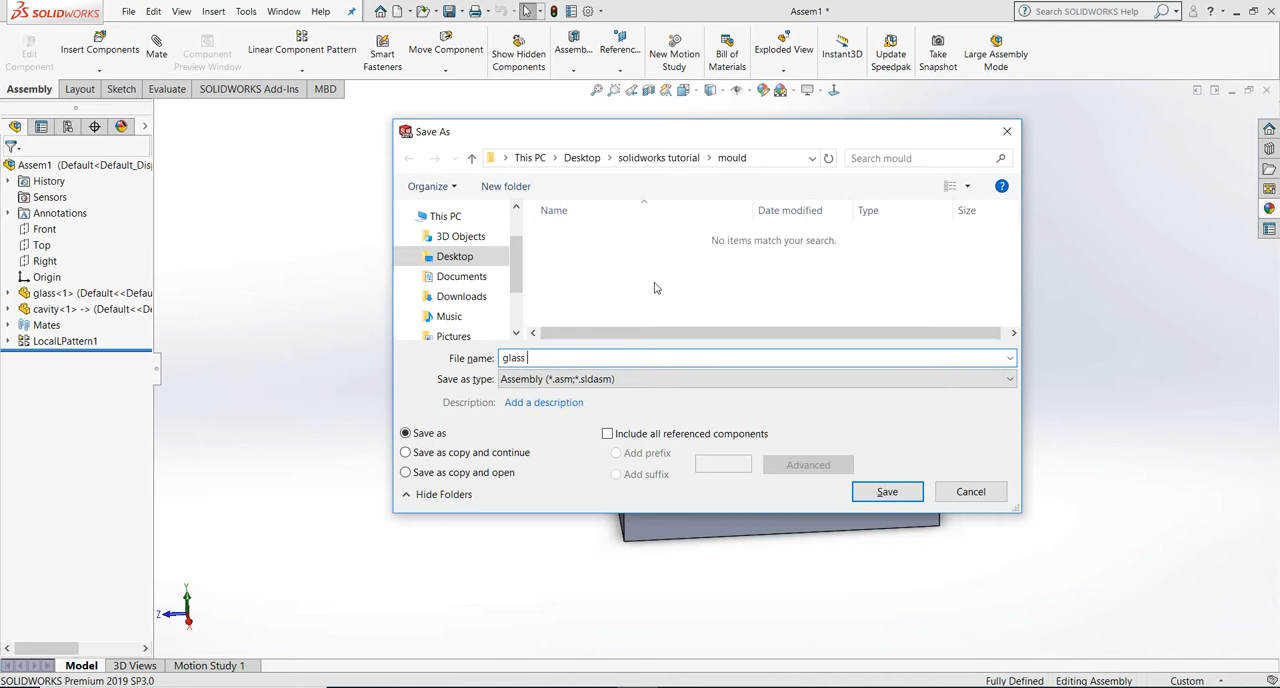 SOLIDWORKS File Edit View Insert Tools Window Help Assem1 * Search SOLIDWORKS Help ?
Edit Component
Insert Components
Mate
Component Preview Window
Linear Component Pattern
Smart Fasteners
Move Component
Show Hidden Components
Assemb...
Referenc...
New Motion Study
Bill of Materials
Exploded View
Instant3D
Update Speedpak
Take Snapshot
Large Assembly Mode
Assembly Layout Sketch Evaluate SOLIDWORKS Add-Ins MBD
Assem1 (Default<Default_Disp
History
Sensors
Annotations
Front
Top
Right
Origin
glass<1> (Default<<Defau
cavity<1> -> (Default<<De
Mates
LocalLPattern1
Save As
This PC > Desktop > solidworks tutorial > mould
Search mould
Organize New folder ?
This PC
3D Objects
Desktop
Documents
Downloads
Music
Pictures
Name Date modified Type Size
No items match your search.
File name: glass
Save as type: Assembly (*.asm;*.sldasm)
Description: Add a description
Save as
Save as copy and continue
Save as copy and open
Include all referenced components
Add prefix
Add suffix
Advanced
Hide Folders
Save Cancel
Y
Z
X
Model 3D Views Motion Study 1
SOLIDWORKS Premium 2019 SP3.0 Fully Defined Editing Assembly Custom